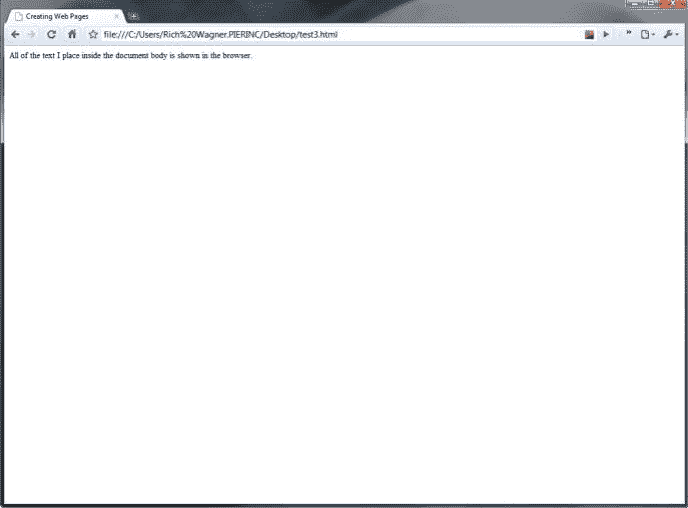 Creating Web Pages
file:///C:/Users/Rich%20Wagner.PIERINC/Desktop/test3.html
All of the text I place inside the document body is shown in the browser.